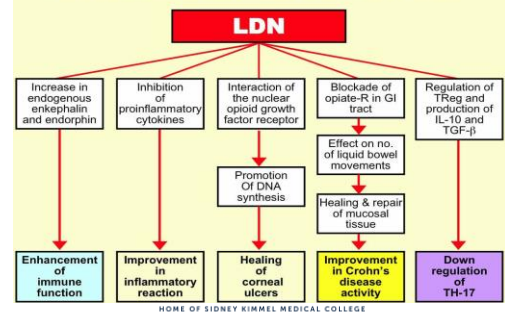 LDN
Increase in
endogenous
enkephalin
and endorphin
Inhibition
of
proinflammatory
cytokines
Interaction of
the nuclear
opioid growth
factor receptor
Blockade of
opiate-R in GI
tract
Regulation of
TReg and
production of
IL-10 and
TGF-β
Effect on no.
of liquid bowel
movements
Promotion
Of DNA
synthesis
Healing & repair
of mucosal
tissue
Enhancement
of
immune
function
Improvement
in
inflammatory
reaction
Healing
of
corneal
ulcers
Improvement
in Crohn's
disease
activity
Down
regulation
of
TH-17
HOME OF SIDNEY KIMMEL MEDICAL COLLEGE